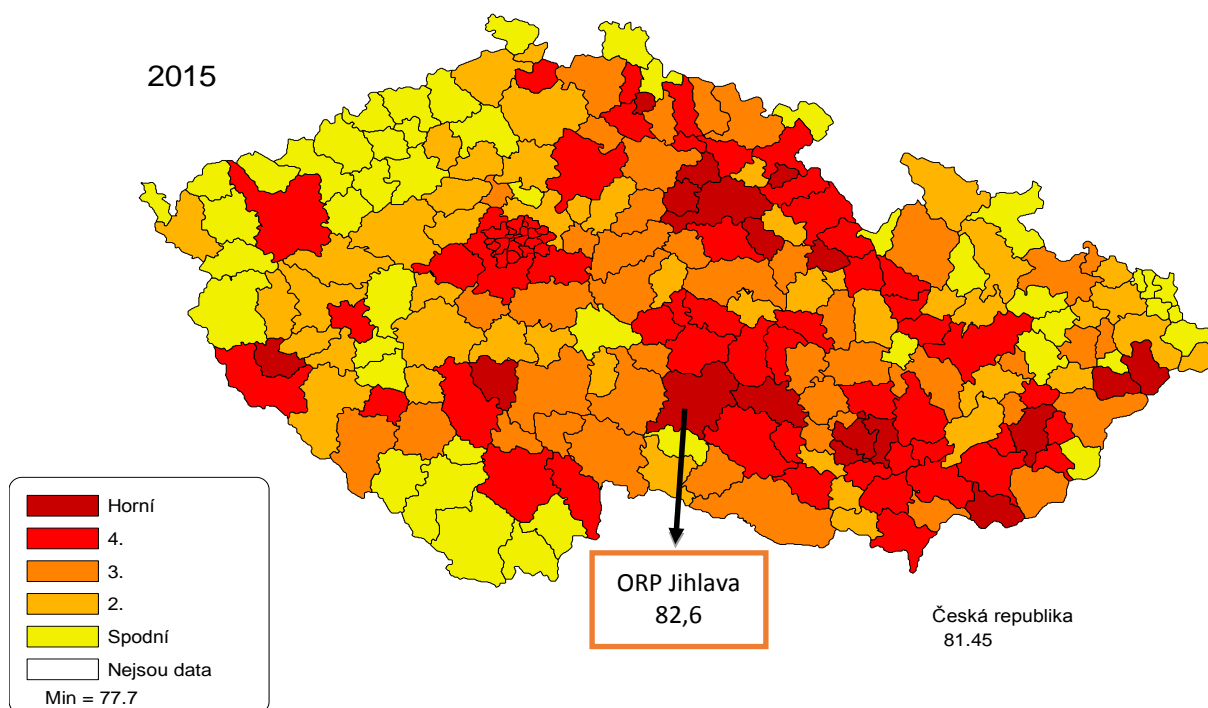 2015
Horní
4.
3.
2.
Spodní
Nejsou data
Min = 77.7
ORP Jihlava
82,6
Česká republika
81.45